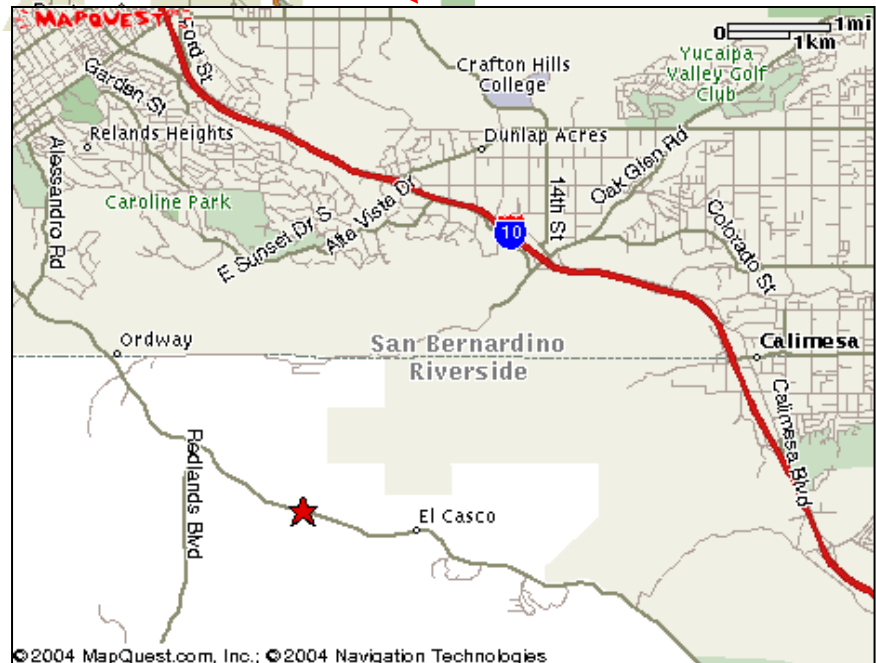 MAPQUEST
Ford St
0 1mi
1km
Crafton Hills
College
Yucaipa
Valley Golf
Club
Garden St
Relands Heights
Dunlap Acres
Alessandro Rd
Caroline Park
14th St
Oak Glen Rd
E Sunset Dr S
Alta Vista Dr
Colorado St
10
Ordway
San Bernardino
Riverside
Calimesa
Calimesa Blvd
Redlands Blvd
El Casco
©2004 MapQuest.com, Inc.; ©2004 Navigation Technologies